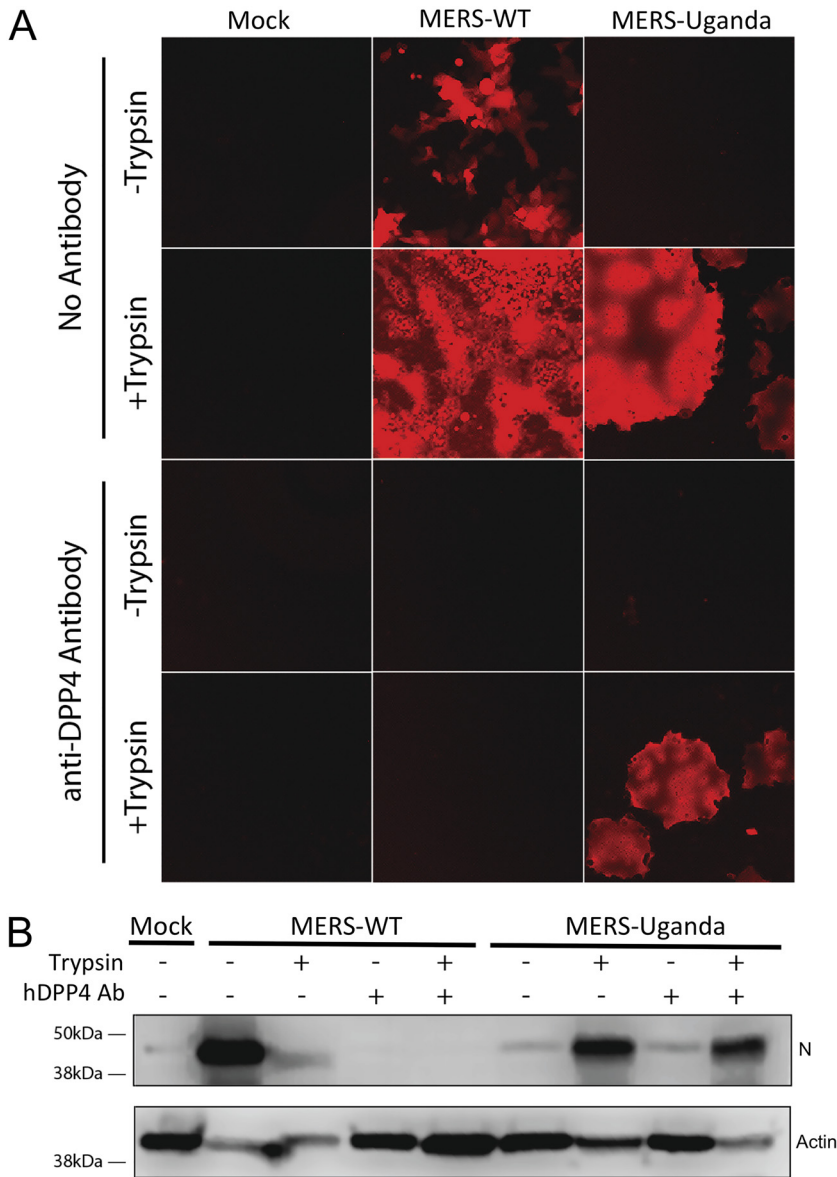 A
Mock MERS-WT MERS-Uganda
No Antibody
-Trypsin
+Trypsin
anti-DPP4 Antibody
-Trypsin
+Trypsin
B
Mock MERS-WT MERS-Uganda
Trypsin - - + - + - + - +
hDPP4 Ab - - - + + - - + +
50kDa
38kDa
N
38kDa
Actin